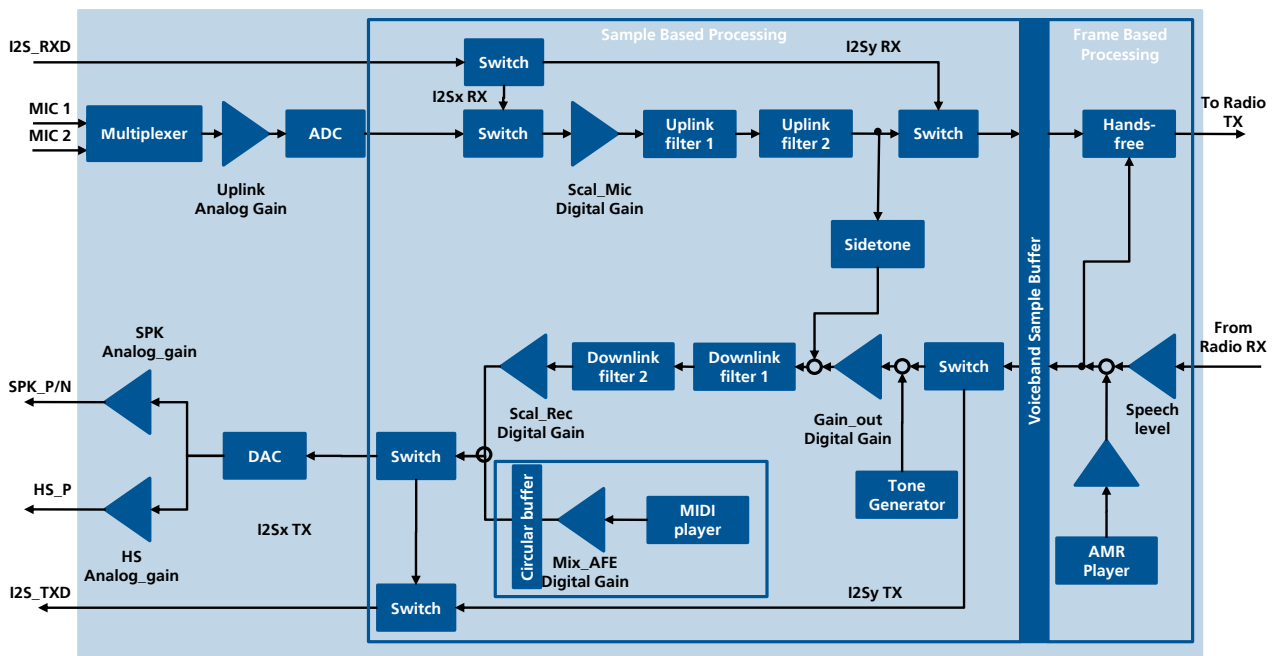 Sample Based Processing
Frame Based
Processing
I2S_RXD
I2Sy RX
Switch
I2Sx RX
MIC 1
MIC 2
To Radio
TX
Multiplexer
ADC
Switch
Uplink
filter 1
Uplink
filter 2
Switch
Hands-
free
Uplink
Analog Gain
Scal_Mic
Digital Gain
Sidetone
Voiceband Sample Buffer
SPK
Analog_gain
From
Radio RX
Downlink
filter 2
Downlink
filter 1
Switch
SPK_P/N
Scal_Rec
Digital Gain
Gain_out
Digital Gain
Speech
level
DAC
Switch
HS_P
Tone
Generator
I2Sx TX
Circular buffer
MIDI
player
HS
Analog_gain
Mix_AFE
Digital Gain
AMR
Player
I2S_TXD
Switch
I2Sy TX